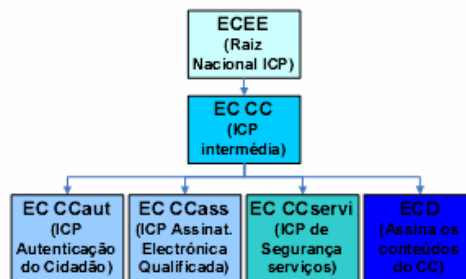 ECEE
(Raiz
Nacional ICP)
EC CC
(ICP
intermédia)
EC CCaut
(ICP
Autenticação
do Cidadão)
EC CCass
(ICP Assinat.
Electrónica
Qualificada)
EC CCservi
(ICP de
Segurança
serviços)
ECD
(Assina os
conteúdos
do CC)